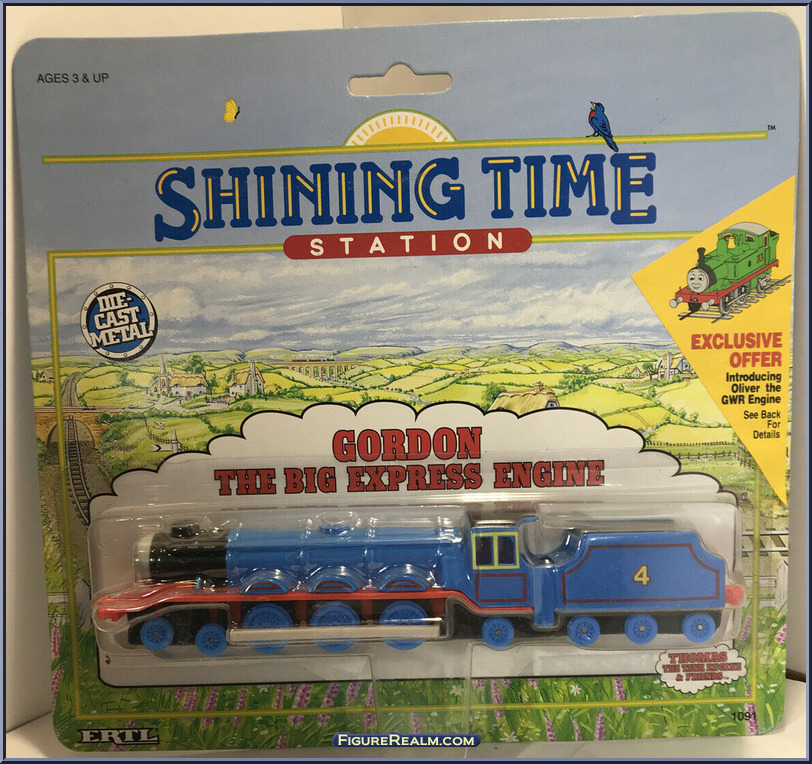 AGES 3 & UP
TM
SHINING TIME
STATION
DIE-
CAST
METAL
EXCLUSIVE
OFFER
Introducing
Oliver the
GWR Engine
See Back
For
Details
GORDON
THE BIG EXPRESS ENGINE
4
THOMAS
THE TANK ENGINE
& FRIENDS
1091
ERTL
FIGUREREALM.COM